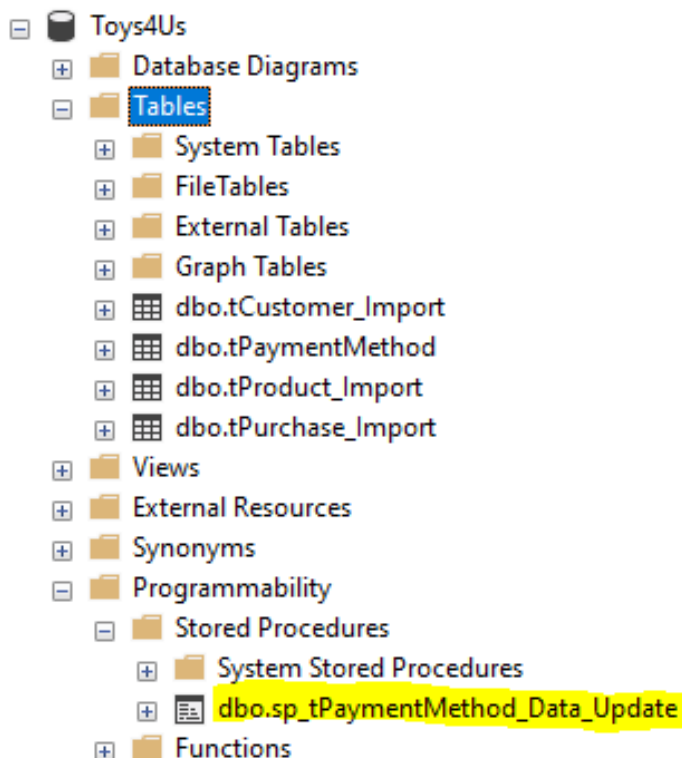 Toys4Us
Database Diagrams
Tables
System Tables
FileTables
External Tables
Graph Tables
dbo.tCustomer_Import
dbo.tPaymentMethod
dbo.tProduct_Import
dbo.tPurchase_Import
Views
External Resources
Synonyms
Programmability
Stored Procedures
System Stored Procedures
dbo.sp_tPaymentMethod_Data_Update
Functions